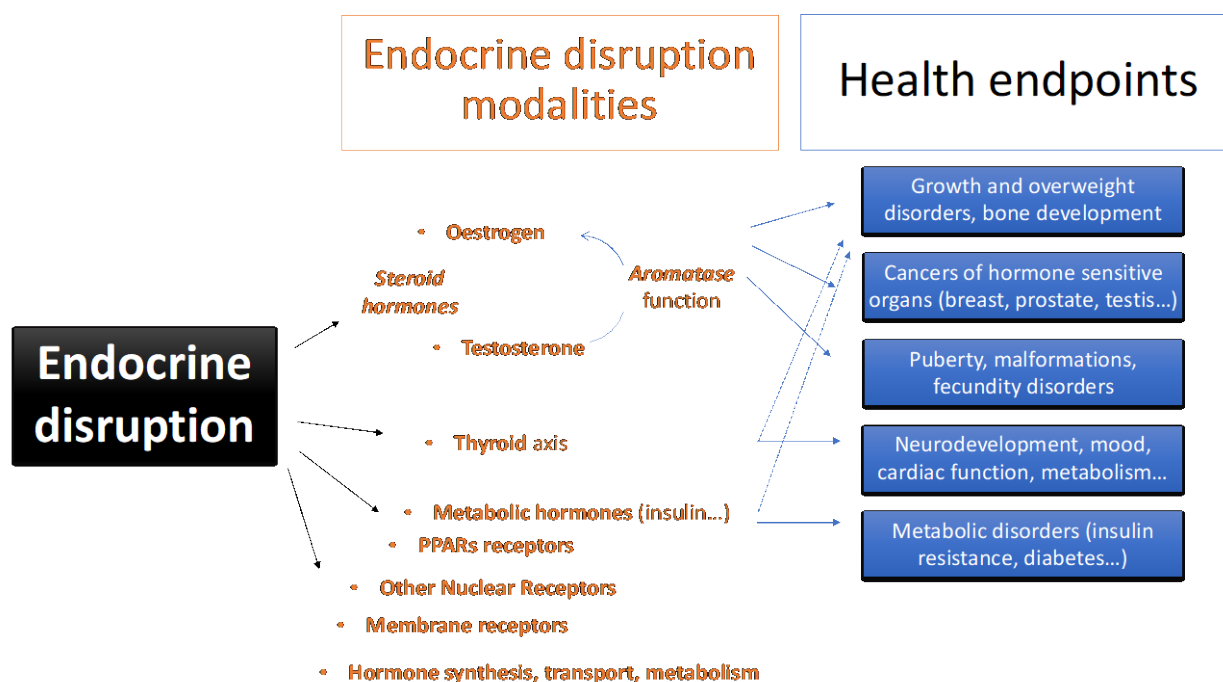 Endocrine disruption
modalities
Health endpoints
Endocrine
disruption
Steroid
hormones
• Oestrogen
• Testosterone
Aromatase
function
• Thyroid axis
• Metabolic hormones (insulin...)
• PPARs receptors
• Other Nuclear Receptors
• Membrane receptors
• Hormone synthesis, transport, metabolism
Growth and overweight
disorders, bone development
Cancers of hormone sensitive
organs (breast, prostate, testis...)
Puberty, malformations,
fecundity disorders
Neurodevelopment, mood,
cardiac function, metabolism...
Metabolic disorders (insulin
resistance, diabetes...)